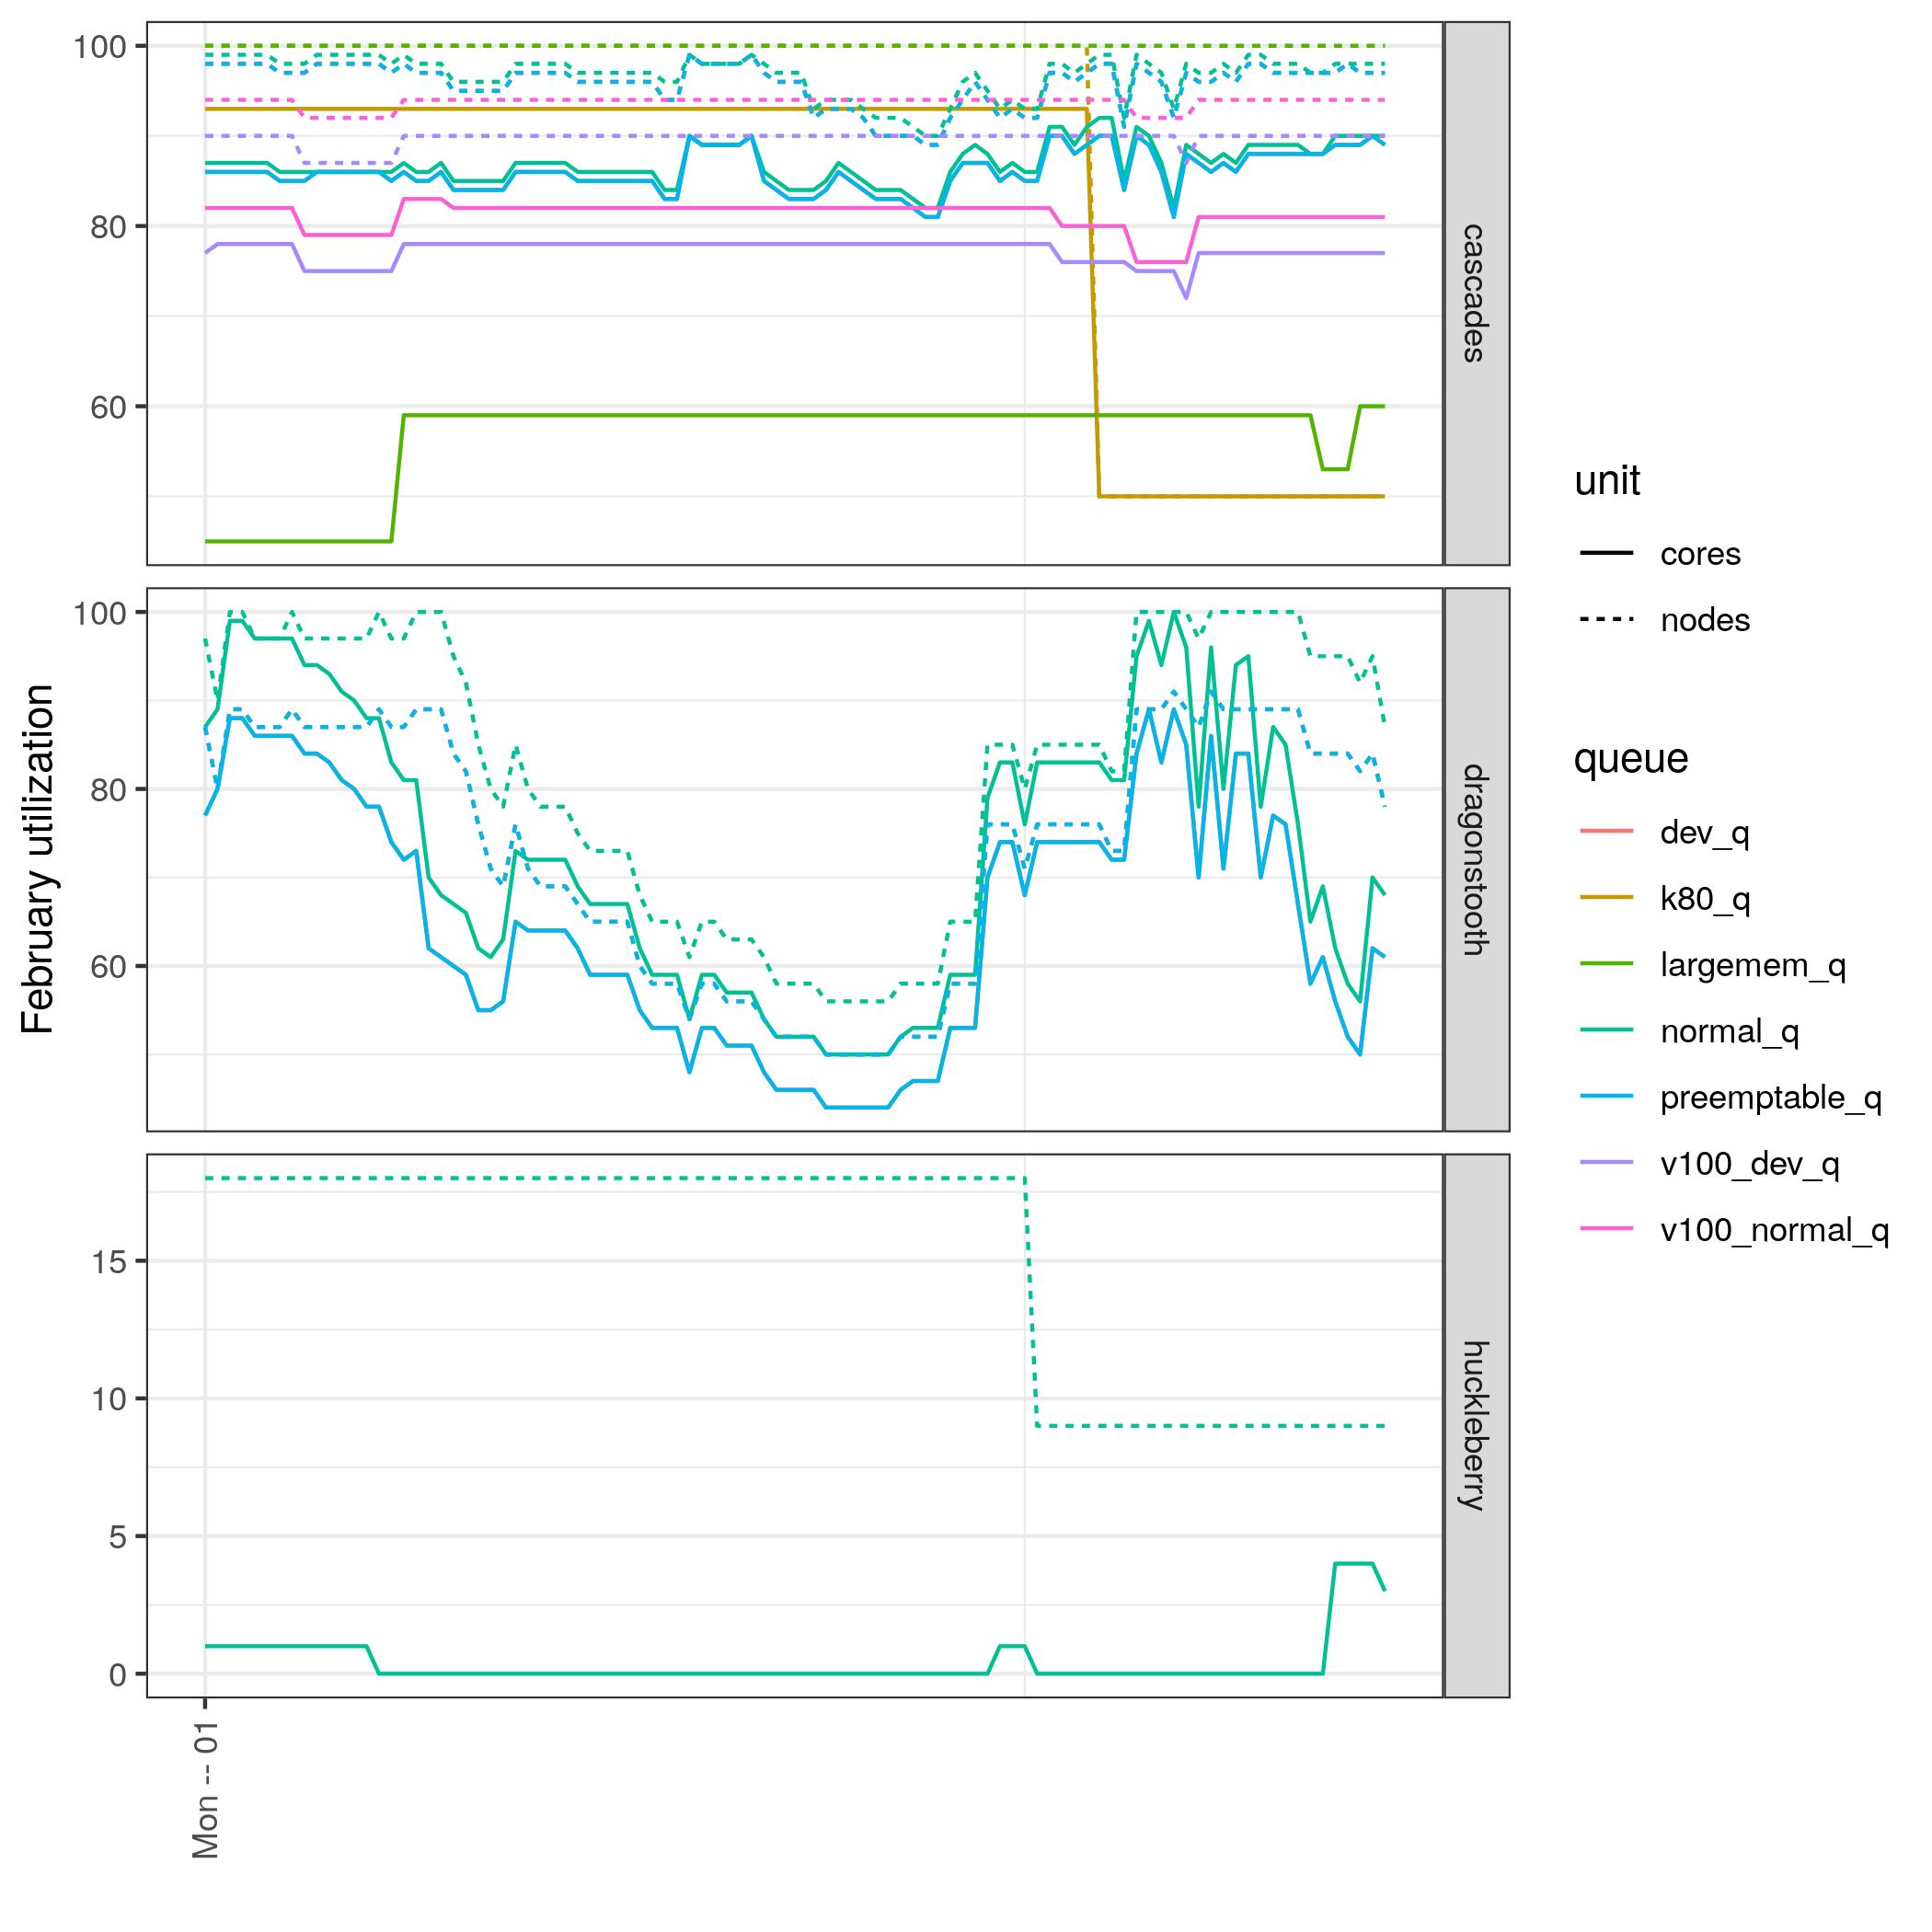 February utilization
100
80
60
cascades
100
80
60
dragonstooth
15
10
5
0
huckleberry
Mon -- 01
unit
cores
nodes
queue
dev_q
k80_q
largemem_q
normal_q
preemptable_q
v100_dev_q
v100_normal_q